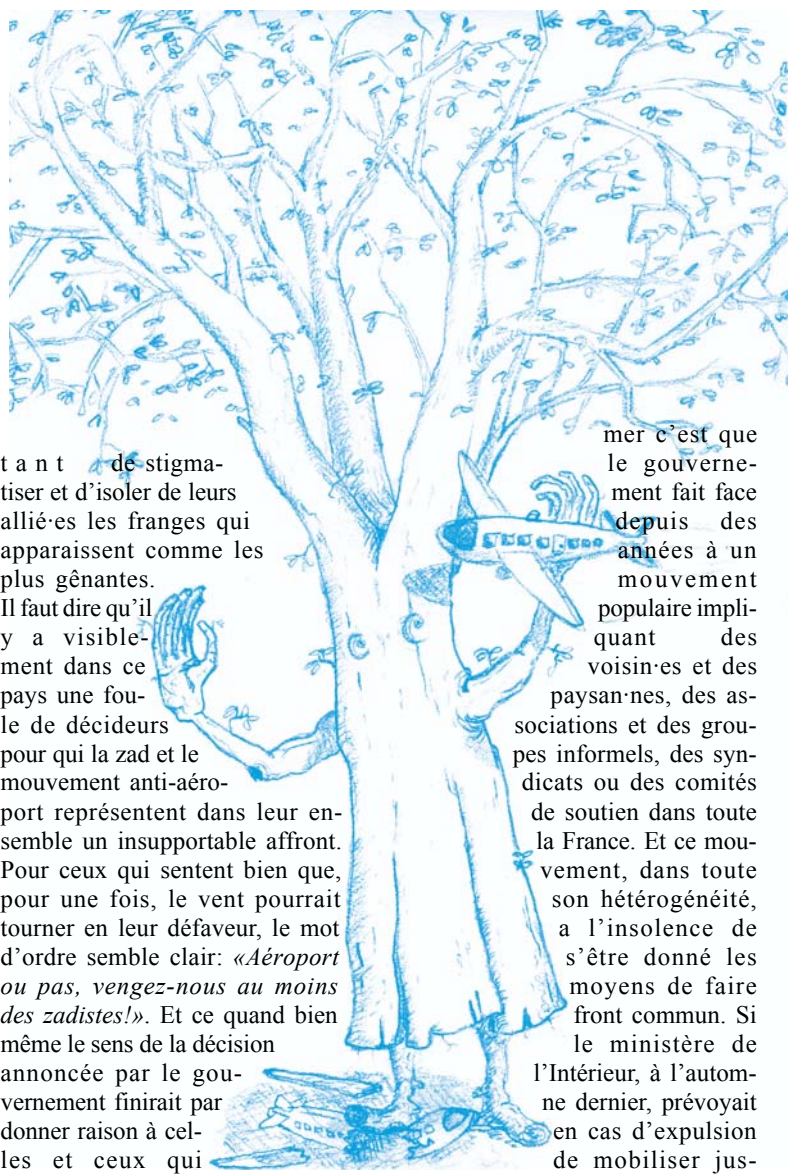 tant de stigma-
tiser et d'isoler de leurs
allié·es les franges qui
apparaissent comme les
plus gênantes.
Il faut dire qu'il
y a visible-
ment dans ce
pays une fou-
le de décideurs
pour qui la zad et le
mouvement anti-aéro-
port représentent dans leur en-
semble un insupportable affront.
Pour ceux qui sentent bien que,
pour une fois, le vent pourrait
tourner en leur défaveur, le mot
d'ordre semble clair: «Aéroport
ou pas, vengez-nous au moins
des zadistes!». Et ce quand bien
même le sens de la décision
annoncée par le gou-
vernement finirait par
donner raison à cel-
les et ceux qui
mer c'est que
le gouverne-
ment fait face
depuis des
années à un
mouvement
populaire impli-
quant des
voisin·es et des
paysan·nes, des as-
sociations et des grou-
pes informels, des syn-
dicats ou des comités
de soutien dans toute
la France. Et ce mou-
vement, dans toute
son hétérogénéité,
a l'insolence de
s'être donné les
moyens de faire
front commun. Si
le ministère de
l'Intérieur, à l'autom-
ne dernier, prévoyait
en cas d'expulsion
de mobiliser jus-